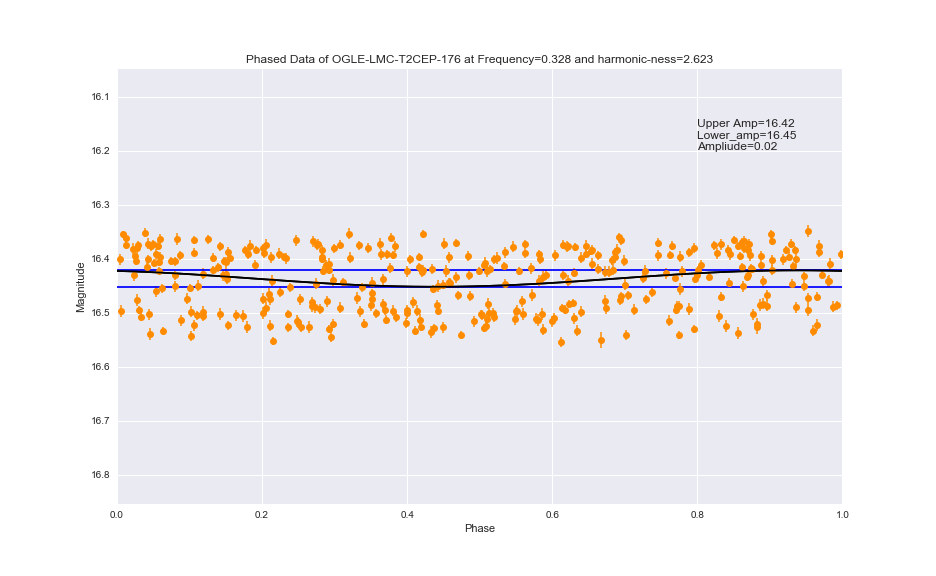 Phased Data of OGLE-LMC-T2CEP-176 at Frequency=0.328 and harmonic-ness=2.623
16.1
16.2
16.3
16.4
16.5
16.6
16.7
16.8
Magnitude
Upper Amp=16.42
Lower_amp=16.45
Ampliude=0.02
0.0
0.2
0.4
0.6
0.8
1.0
Phase